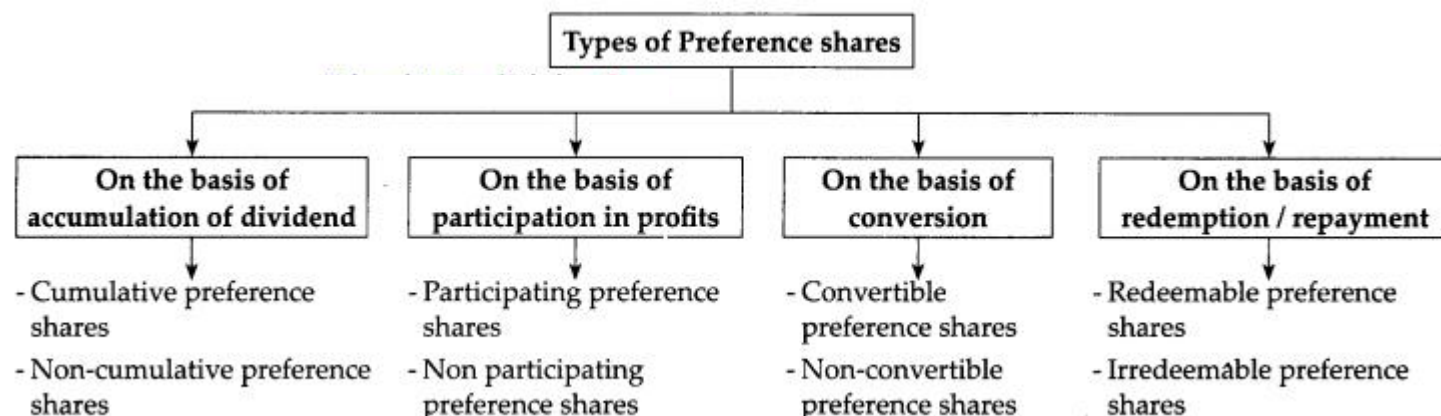 Types of Preference shares
On the basis of
accumulation of dividend
- Cumulative preference
shares
- Non-cumulative preference
shares
On the basis of
participation in profits
- Participating preference
shares
- Non participating
preference shares
On the basis of
conversion
- Convertible
preference shares
- Non-convertible
preference shares
On the basis of
redemption / repayment
- Redeemable preference
shares
- Irredeemable preference
shares